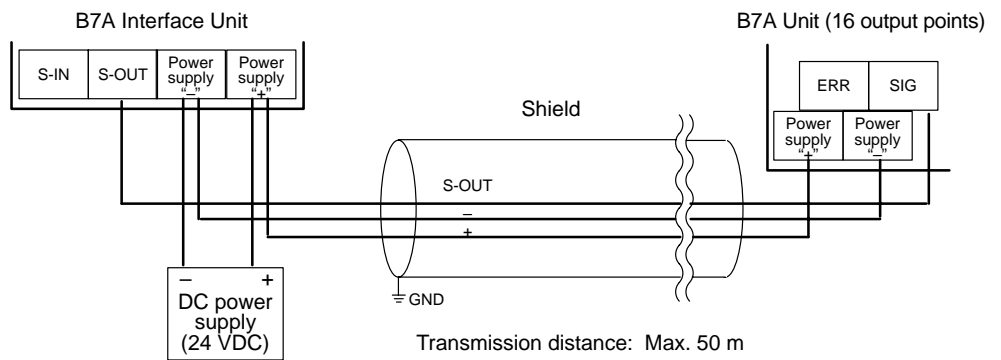 B7A Interface Unit
B7A Unit (16 output points)
S-IN
S-OUT
Power
supply
“–”
Power
supply
“+”
ERR
SIG
Power
supply
“+”
Power
supply
“–”
Shield
S-OUT
–
+
– +
DC power
supply
(24 VDC)
GND
Transmission distance: Max. 50 m